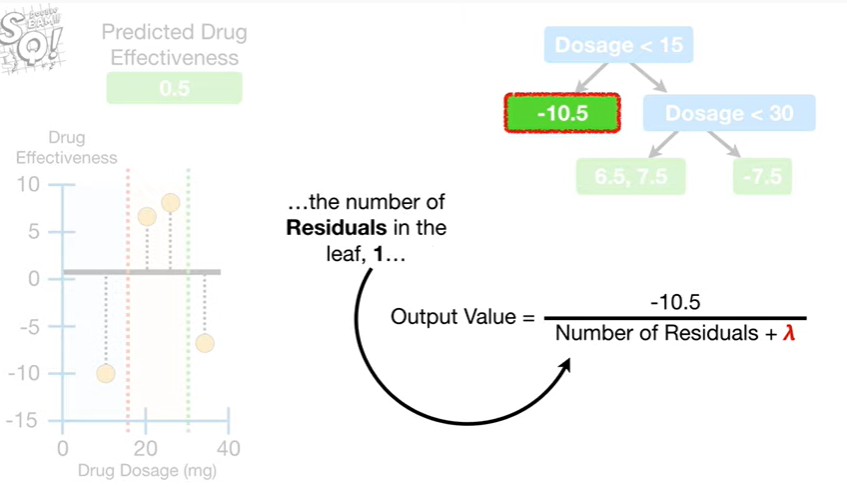 SQ!
Predicted Drug
Effectiveness
0.5
Dosage < 15
-10.5
Dosage < 30
6.5, 7.5
-7.5
Drug
Effectiveness
10
5
0
-5
-10
-15
0
20
40
Drug Dosage (mg)
...the number of
Residuals in the
leaf, 1...
Output Value =
-10.5
Number of Residuals + λ